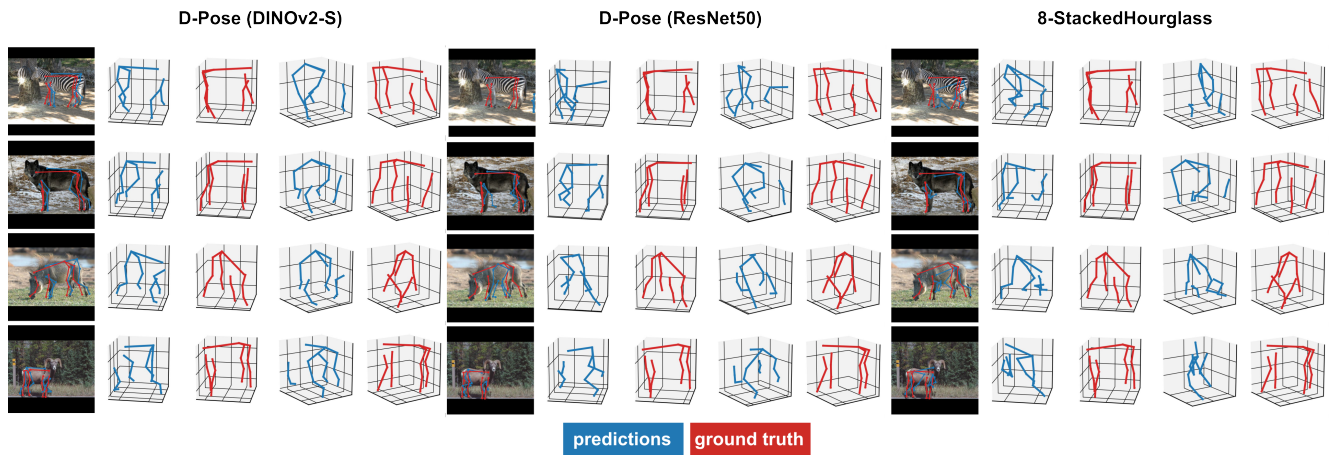 D-Pose (DINOv2-S)
D-Pose (ResNet50)
8-StackedHourglass
predictions
ground truth